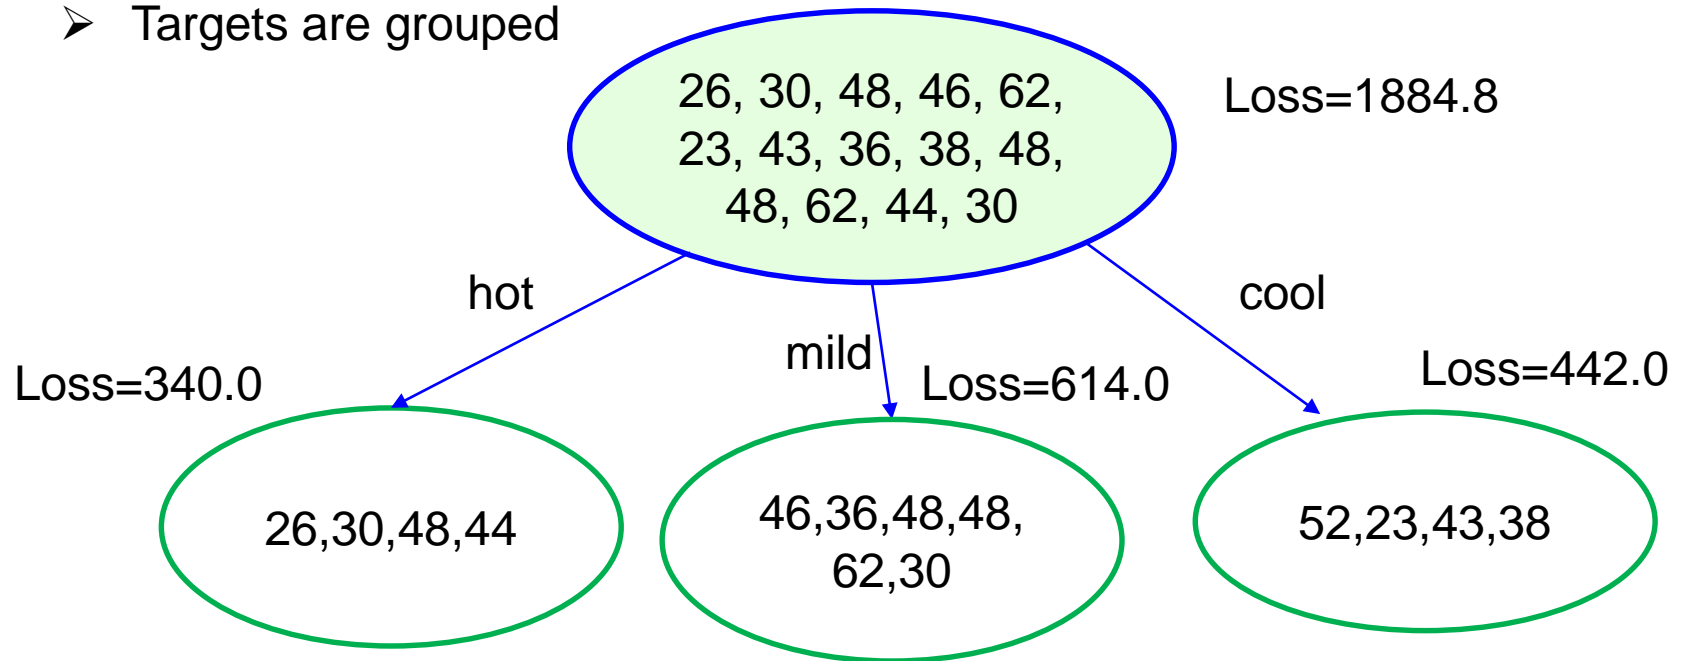 ➢ Targets are grouped
26, 30, 48, 46, 62,
23, 43, 36, 38, 48,
48, 62, 44, 30
Loss=1884.8
hot
mild
cool
Loss=340.0
Loss=614.0
Loss=442.0
26,30,48,44
46,36,48,48,
62,30
52,23,43,38